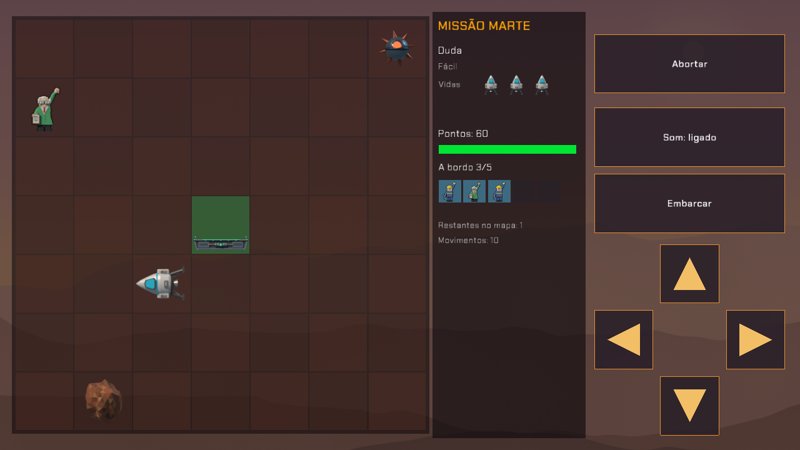 MISSÃO MARTE
Duda
Fácil
Vidas
Pontos: 60
A bordo 3/5
Restantes no mapa: 1
Movimentos: 10
Abortar
Som: ligado
Embarcar